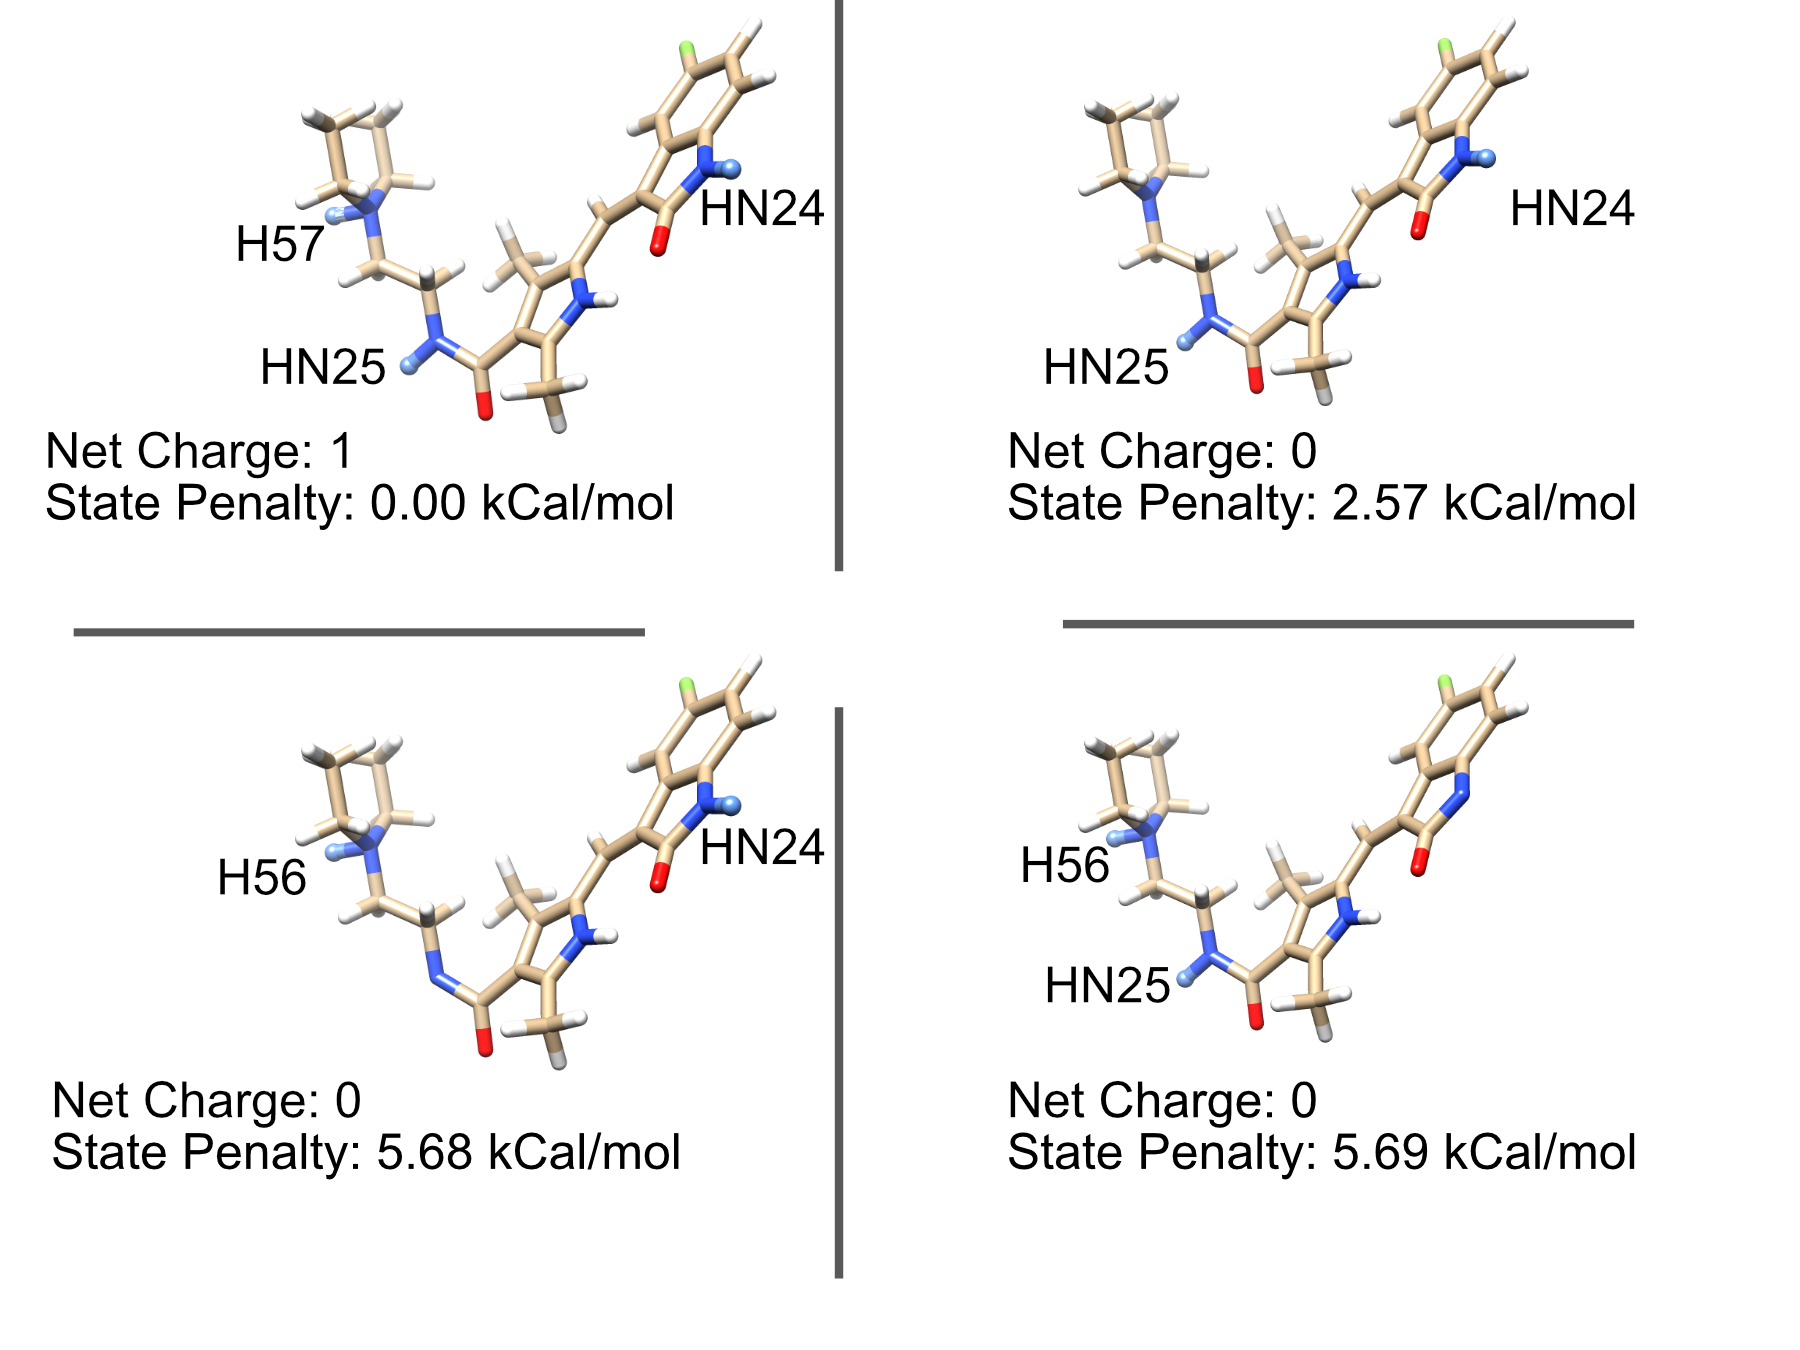 HN24
H57
HN25
Net Charge: 1
State Penalty: 0.00 kCal/mol
HN24
HN25
Net Charge: 0
State Penalty: 2.57 kCal/mol
HN24
H56
Net Charge: 0
State Penalty: 5.68 kCal/mol
H56
HN25
Net Charge: 0
State Penalty: 5.69 kCal/mol